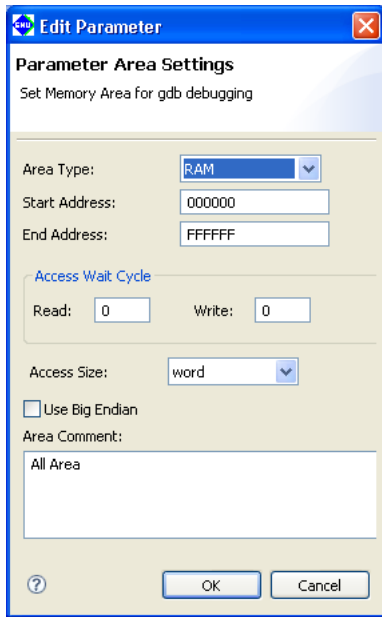 GNU Edit Parameter
Parameter Area Settings
Set Memory Area for gdb debugging
Area Type: RAM
Start Address: 000000
End Address: FFFFFF
Access Wait Cycle
Read: 0 Write: 0
Access Size: word
Use Big Endian
Area Comment:
All Area
? OK Cancel